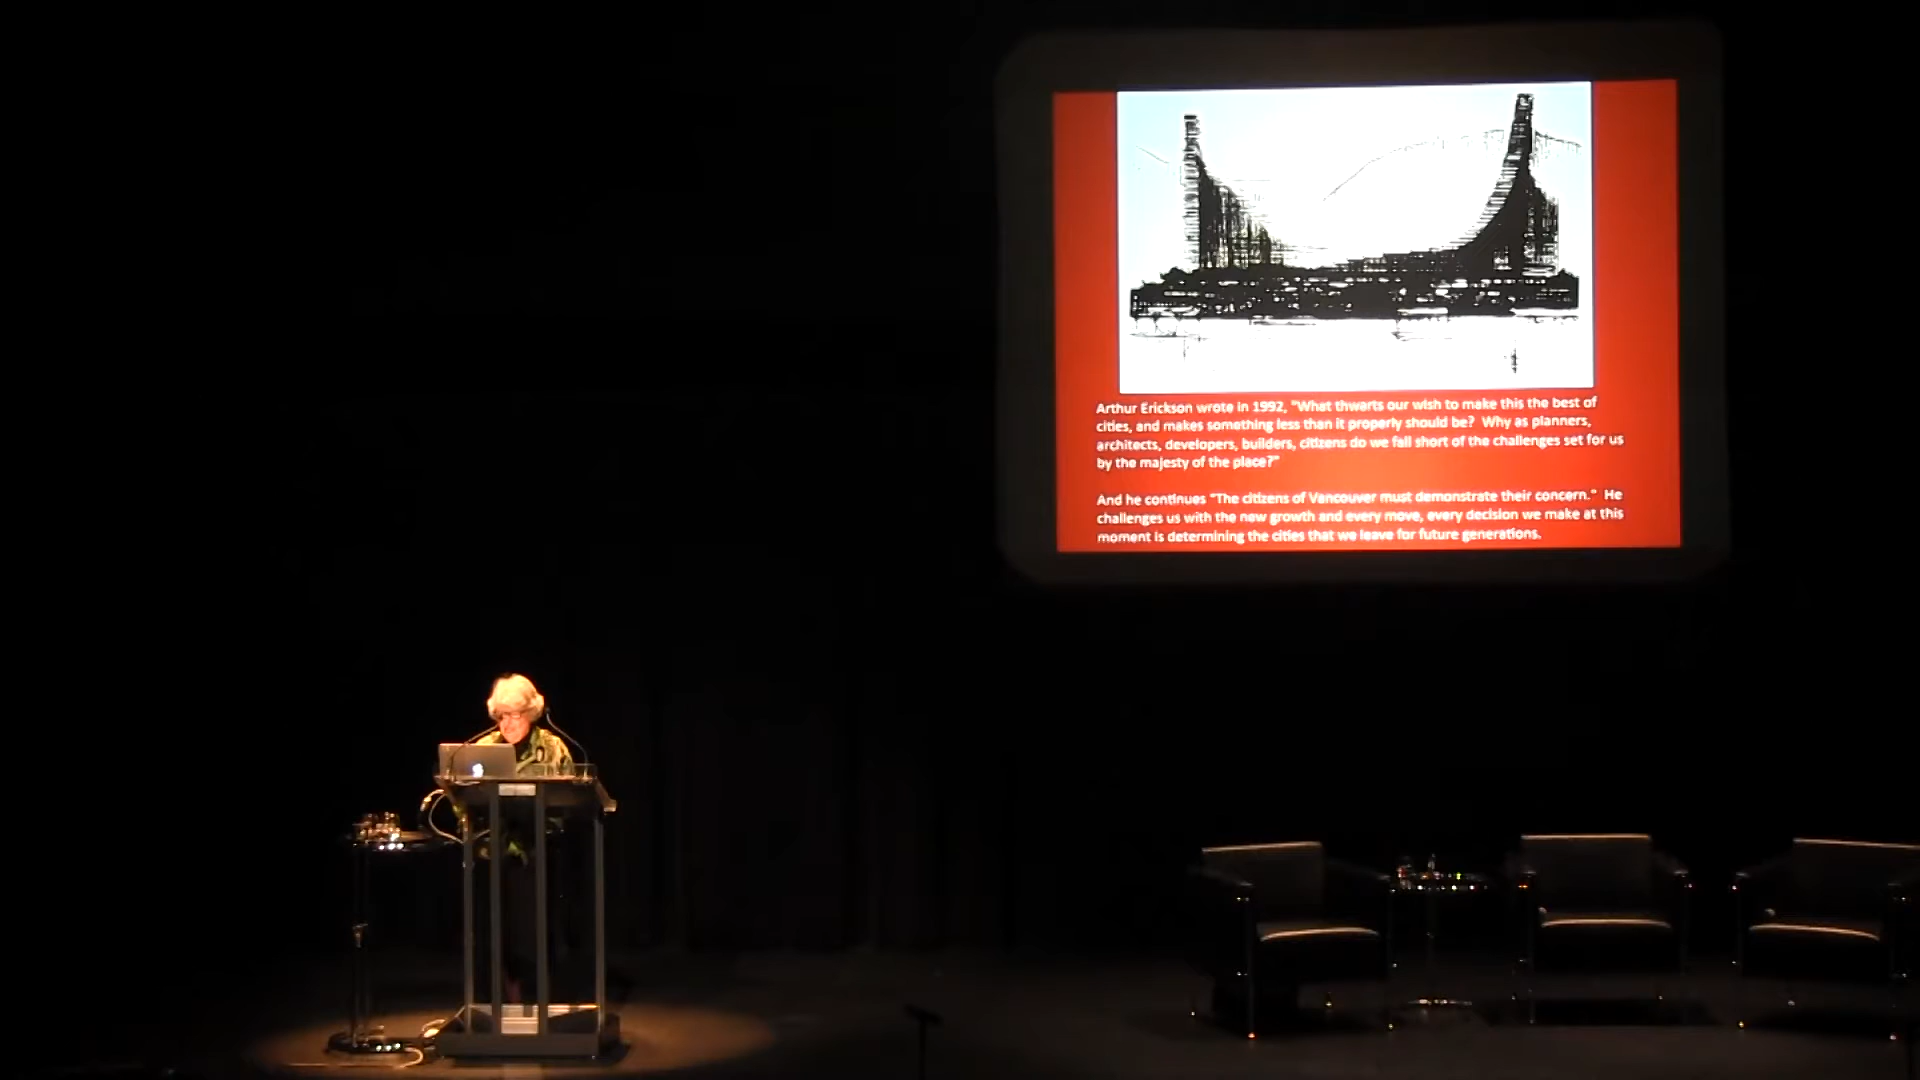 Arthur Erickson wrote in 1992, "What thwarts our wish to make this the best of
cities, and makes something less than it properly should be?  Why as planners,
architects, developers, builders, citizens do we fall short of the challenges set for us
by the majesty of the place?"
And he continues "The citizens of Vancouver must demonstrate their concern."  He
challenges us with the new growth and every move, every decision we make at this
moment is determining the cities that we leave for future generations.